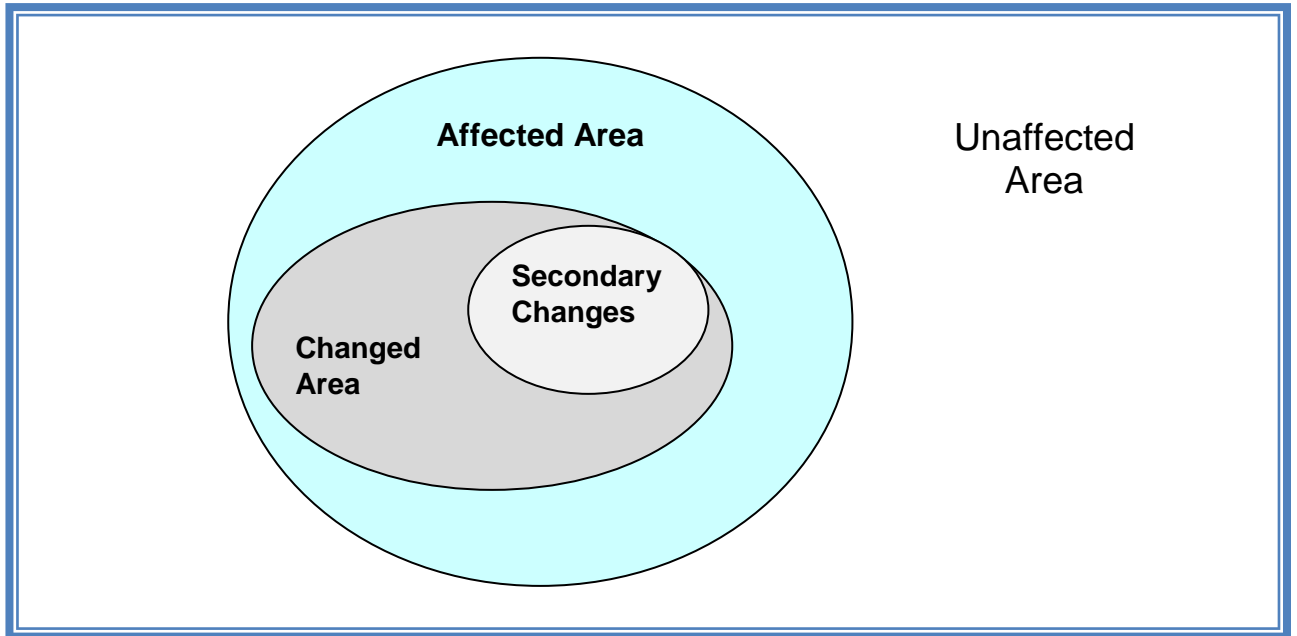 Affected Area
Unaffected
Area
Secondary
Changes
Changed
Area